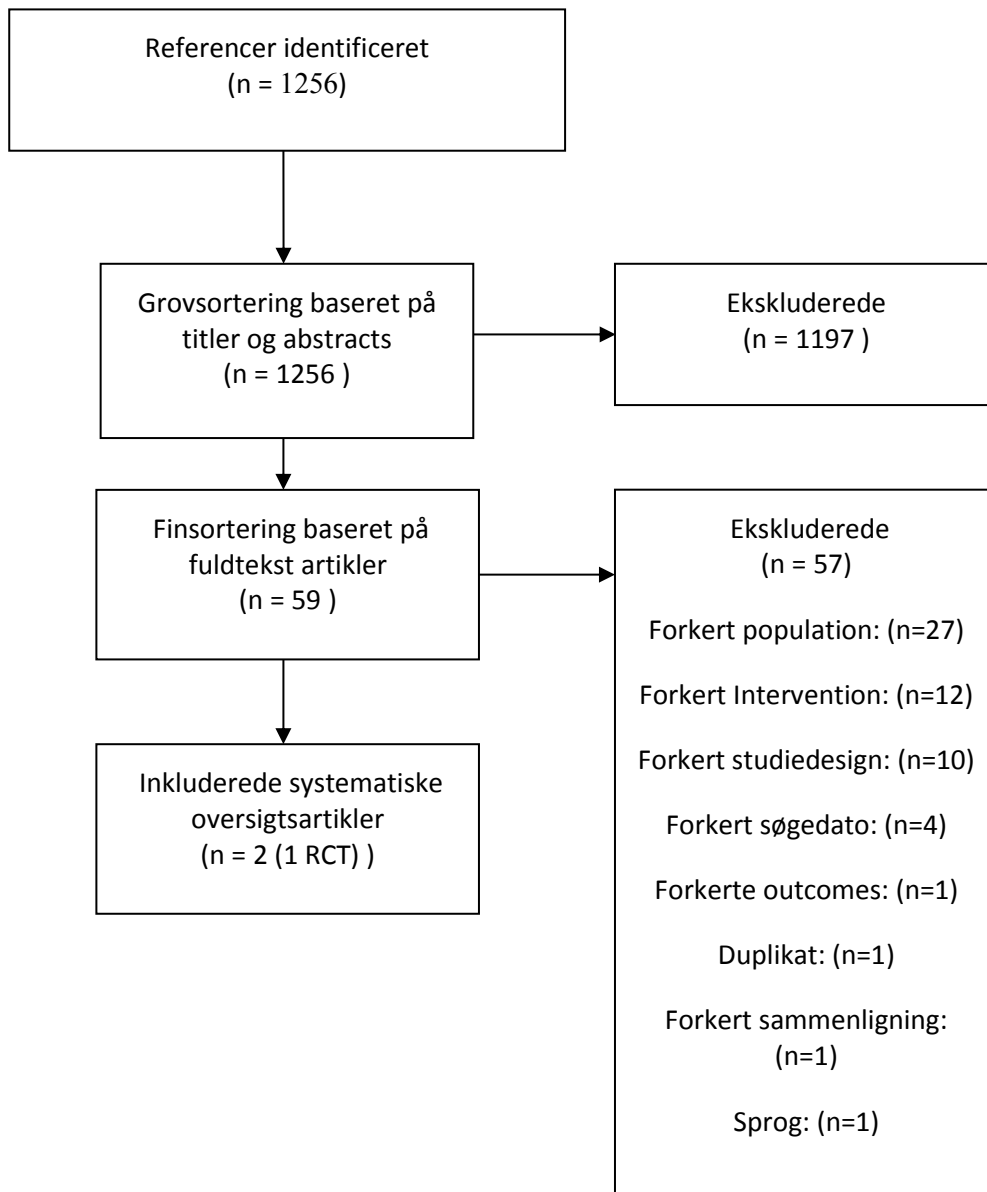 Referencer identificeret
(n = 1256)
Grovsortering baseret på
titler og abstracts
(n = 1256 )
Ekskluderede
(n = 1197 )
Finsortering baseret på
fuldtekst artikler
(n = 59 )
Ekskluderede
(n = 57)
Forkert population: (n=27)
Forkert Intervention: (n=12)
Forkert studiedesign: (n=10)
Forkert søgedato: (n=4)
Forkerte outcomes: (n=1)
Duplikat: (n=1)
Forkert sammenligning:
(n=1)
Sprog: (n=1)
Inkluderede systematiske
oversigtsartikler
(n = 2 (1 RCT) )